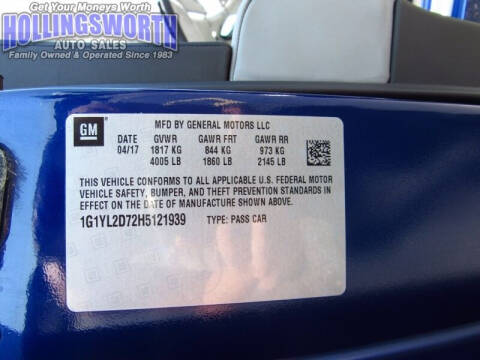 Get Your Moneys Worth
HOLLINGSWORTH
AUTO SALES
Family Owned & Operated Since 1983
GM
MFD BY GENERAL MOTORS LLC
DATE GVWR GAWR FRT GAWR RR
04/17 1817 KG 844 KG 973 KG
4005 LB 1860 LB 2145 LB
THIS VEHICLE CONFORMS TO ALL APPLICABLE U.S. FEDERAL MOTOR
VEHICLE SAFETY, BUMPER, AND THEFT PREVENTION STANDARDS IN
EFFECT ON THE DATE OF MANUFACTURE SHOWN ABOVE.
1G1YL2D72H5121939 TYPE: PASS CAR